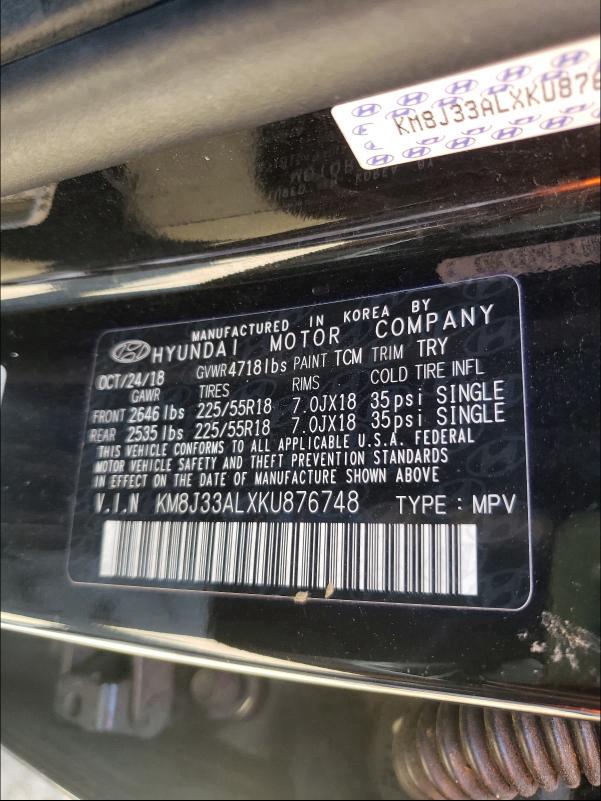 KM8J33ALXKU876
MANUFACTURED IN KOREA BY
HYUNDAI MOTOR COMPANY
OCT/24/18 GVWR4718lbs PAINT TCM TRIM TRY
GAWR TIRES RIMS COLD TIRE INFL
FRONT 2646 lbs 225/55R18 7.0JX18 35psi SINGLE
REAR 2535 lbs 225/55R18 7.0JX18 35psi SINGLE
THIS VEHICLE CONFORMS TO ALL APPLICABLE U.S.A. FEDERAL
MOTOR VEHICLE SAFETY AND THEFT PREVENTION STANDARDS
IN EFFECT ON THE DATE OF MANUFACTURE SHOWN ABOVE
V.I.N KM8J33ALXKU876748 TYPE : MPV